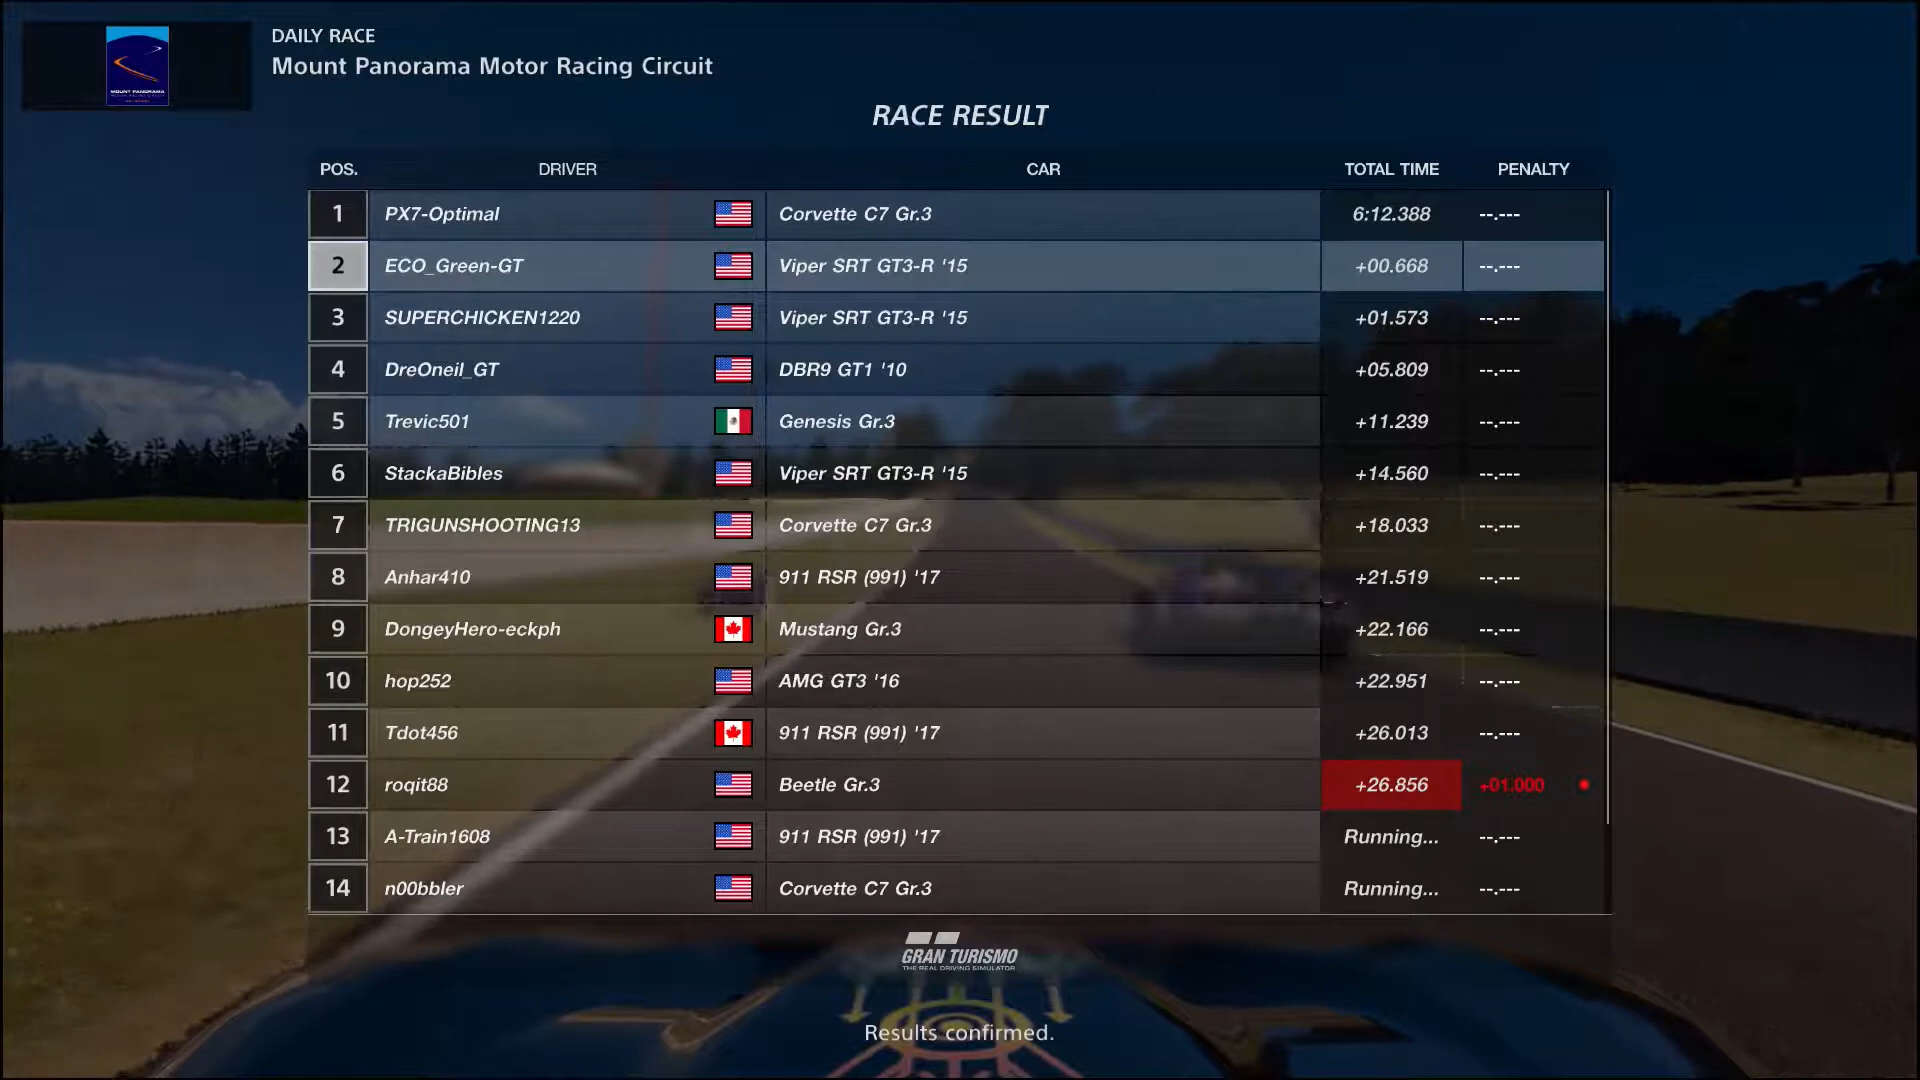 DAILY RACE
Mount Panorama Motor Racing Circuit
MOUNT PANORAMA
RACE RESULT
POS. DRIVER CAR TOTAL TIME PENALTY
1 PX7-Optimal Corvette C7 Gr.3 6:12.388 --.---
2 ECO_Green-GT Viper SRT GT3-R '15 +00.668 --.---
3 SUPERCHICKEN1220 Viper SRT GT3-R '15 +01.573 --.---
4 DreOneil_GT DBR9 GT1 '10 +05.809 --.---
5 Trevic501 Genesis Gr.3 +11.239 --.---
6 StackaBibles Viper SRT GT3-R '15 +14.560 --.---
7 TRIGUNSHOOTING13 Corvette C7 Gr.3 +18.033 --.---
8 Anhar410 911 RSR (991) '17 +21.519 --.---
9 DongeyHero-eckph Mustang Gr.3 +22.166 --.---
10 hop252 AMG GT3 '16 +22.951 --.---
11 Tdot456 911 RSR (991) '17 +26.013 --.---
12 roqit88 Beetle Gr.3 +26.856 +01.000
13 A-Train1608 911 RSR (991) '17 Running... --.---
14 n00bbler Corvette C7 Gr.3 Running... --.---
GRAN TURISMO
THE REAL DRIVING SIMULATOR
Results confirmed.